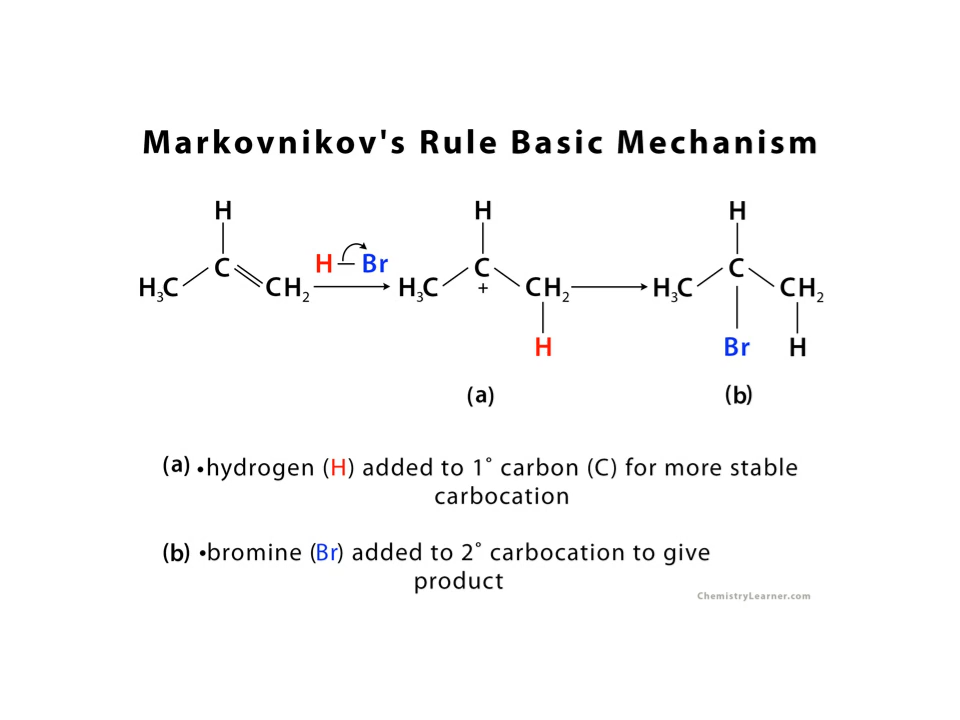 Markovnikov's Rule Basic Mechanism
H H H
C H Br C C
H₃C CH₂ H₃C + CH₂ H₃C CH₂
H Br H
(a) (b)
(a) •hydrogen (H) added to 1˚ carbon (C) for more stable
carbocation
(b) •bromine (Br) added to 2˚ carbocation to give
product
ChemistryLearner.com